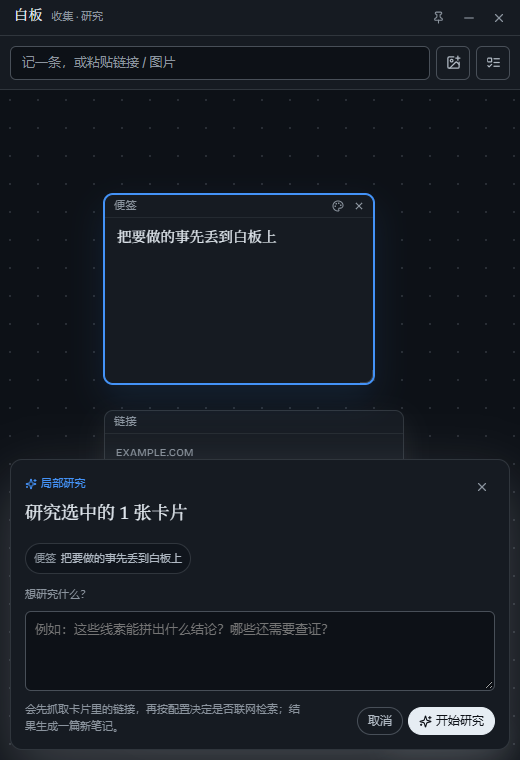 白板 收集·研究
记一条，或粘贴链接 / 图片
便签
把要做的事先丢到白板上
链接
EXAMPLE.COM
局部研究
研究选中的 1 张卡片
便签 把要做的事先丢到白板上
想研究什么？
例如：这些线索能拼出什么结论？哪些还需要查证？
会先抓取卡片里的链接，再按配置决定是否联网检索；结
果生成一篇新笔记。
取消
开始研究